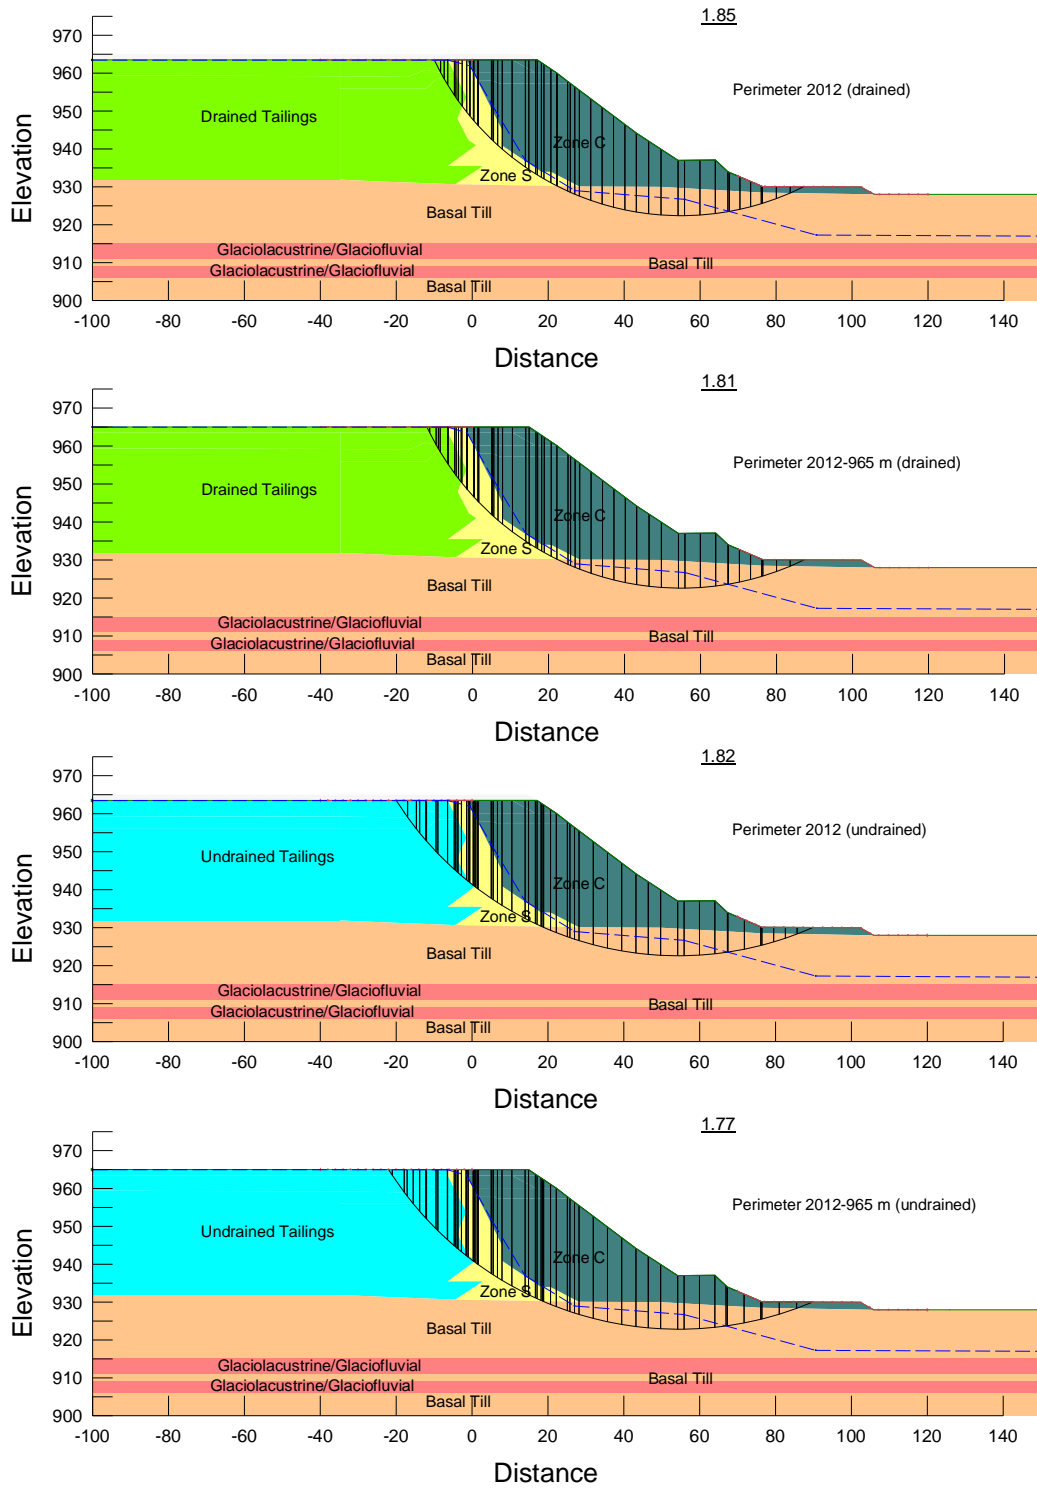 1.85
970
960
Perimeter 2012 (drained)
950
Drained Tailings
940
Zone C
930
Zone S
920
Basal Till
Glaciolacustrine/Glaciofluvial
910
Basal Till
Glaciolacustrine/Glaciofluvial
Basal Till
900
Elevation
-100 -80 -60 -40 -20 0 20 40 60 80 100 120 140
Distance
1.81
970
960
Perimeter 2012-965 m (drained)
950
Drained Tailings
940
Zone C
930
Zone S
920
Basal Till
Glaciolacustrine/Glaciofluvial
910
Basal Till
Glaciolacustrine/Glaciofluvial
Basal Till
900
Elevation
-100 -80 -60 -40 -20 0 20 40 60 80 100 120 140
Distance
1.82
970
960
Perimeter 2012 (undrained)
950
Undrained Tailings
940
Zone C
930
Zone S
920
Basal Till
Glaciolacustrine/Glaciofluvial
910
Basal Till
Glaciolacustrine/Glaciofluvial
Basal Till
900
Elevation
-100 -80 -60 -40 -20 0 20 40 60 80 100 120 140
Distance
1.77
970
960
Perimeter 2012-965 m (undrained)
950
Undrained Tailings
940
Zone C
930
Zone S
920
Basal Till
Glaciolacustrine/Glaciofluvial
910
Basal Till
Glaciolacustrine/Glaciofluvial
Basal Till
900
Elevation
-100 -80 -60 -40 -20 0 20 40 60 80 100 120 140
Distance